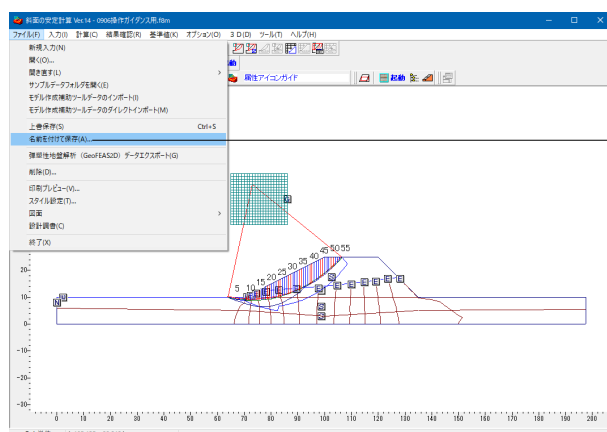 斜面の安定計算 Ver.14 - 0906操作ガイダンス用.f8m
ファイル(F) 入力(I) 計算(C) 結果確認(R) 基準値(K) オプション(O) 3D(D) ツール(T) ヘルプ(H)
新規入力(N)
開く(O)...
開き直す(L)
サンプルデータフォルダを開く(E)
モデル作成補助ツールデータのインポート(I)
モデル作成補助ツールデータのダイレクトインポート(M)
上書保存(S) Ctrl+S
名前を付けて保存(A)...
弾塑性地盤解析（GeoFEAS2D）データエクスポート(G)
削除(D)...
印刷プレビュー(V)...
スタイル設定(T)...
図面
設計調書(C)
終了(X)
属性アイコンガイド
起動
5 10 15 20 25 30 35 40 45 50 55
20
10
0
-10
-20
-30
0 10 20 30 40 50 60 70 80 90 100 110 120 130 140 150 160 170 180 190 200